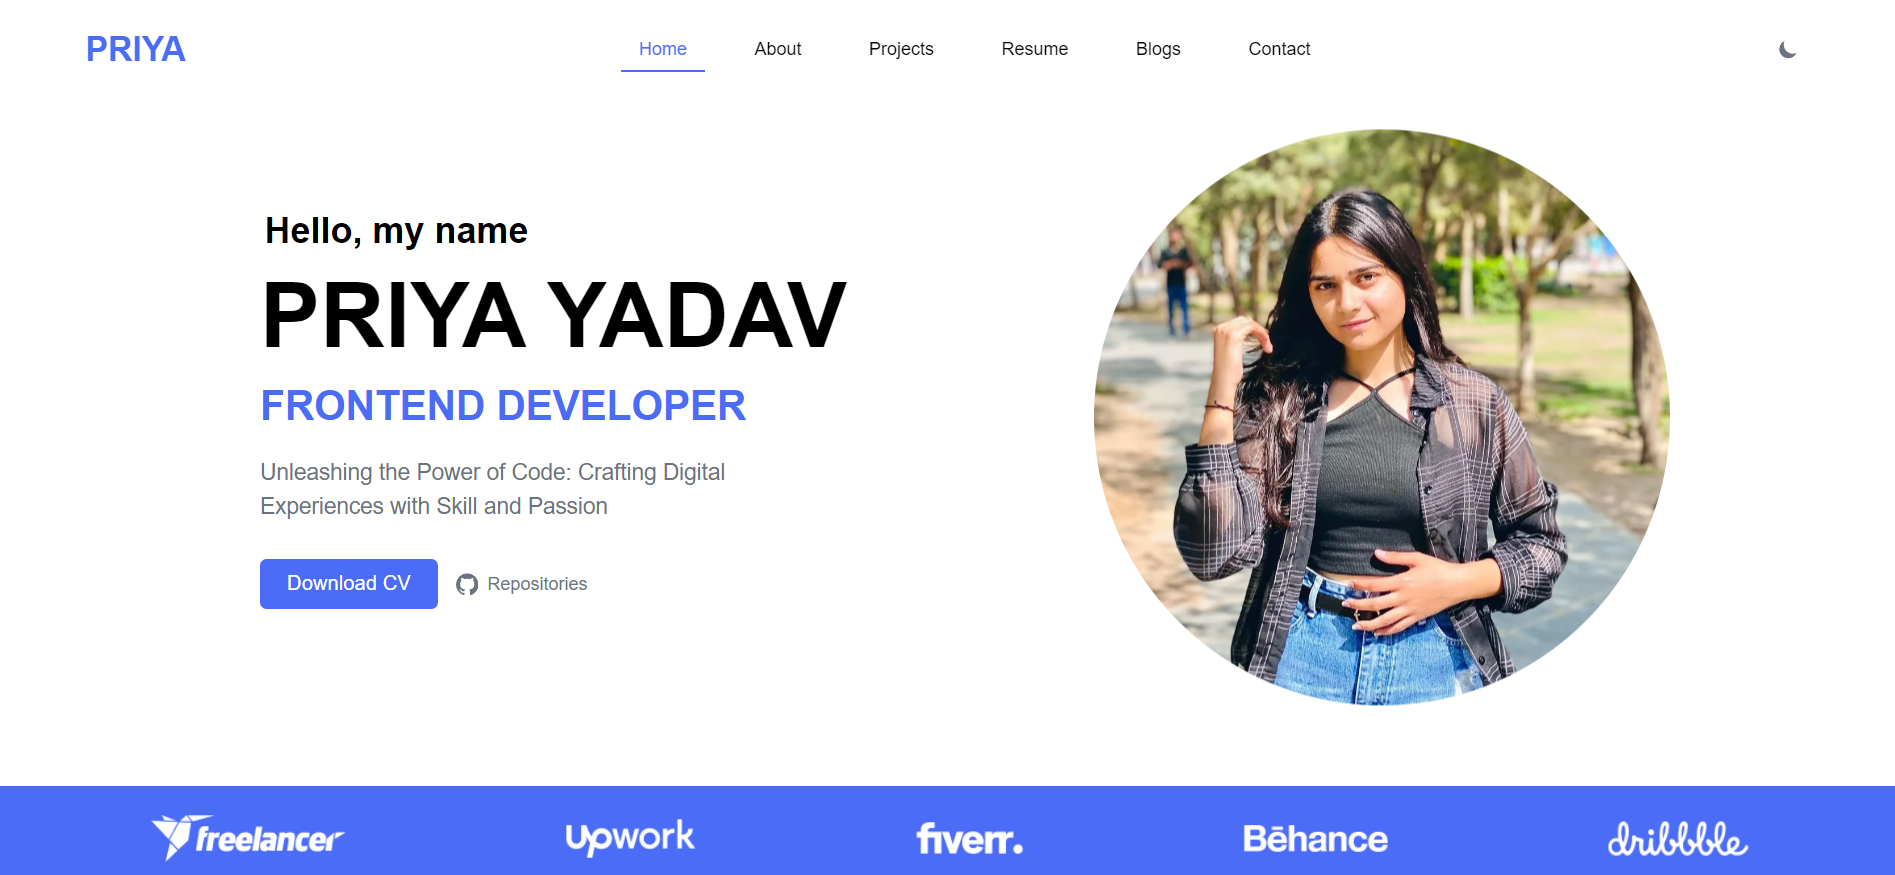 PRIYA
Home About Projects Resume Blogs Contact
Hello, my name
PRIYA YADAV
FRONTEND DEVELOPER
Unleashing the Power of Code: Crafting Digital
Experiences with Skill and Passion
Download CV Repositories
freelancer Upwork fiverr. Bēhance dribbble